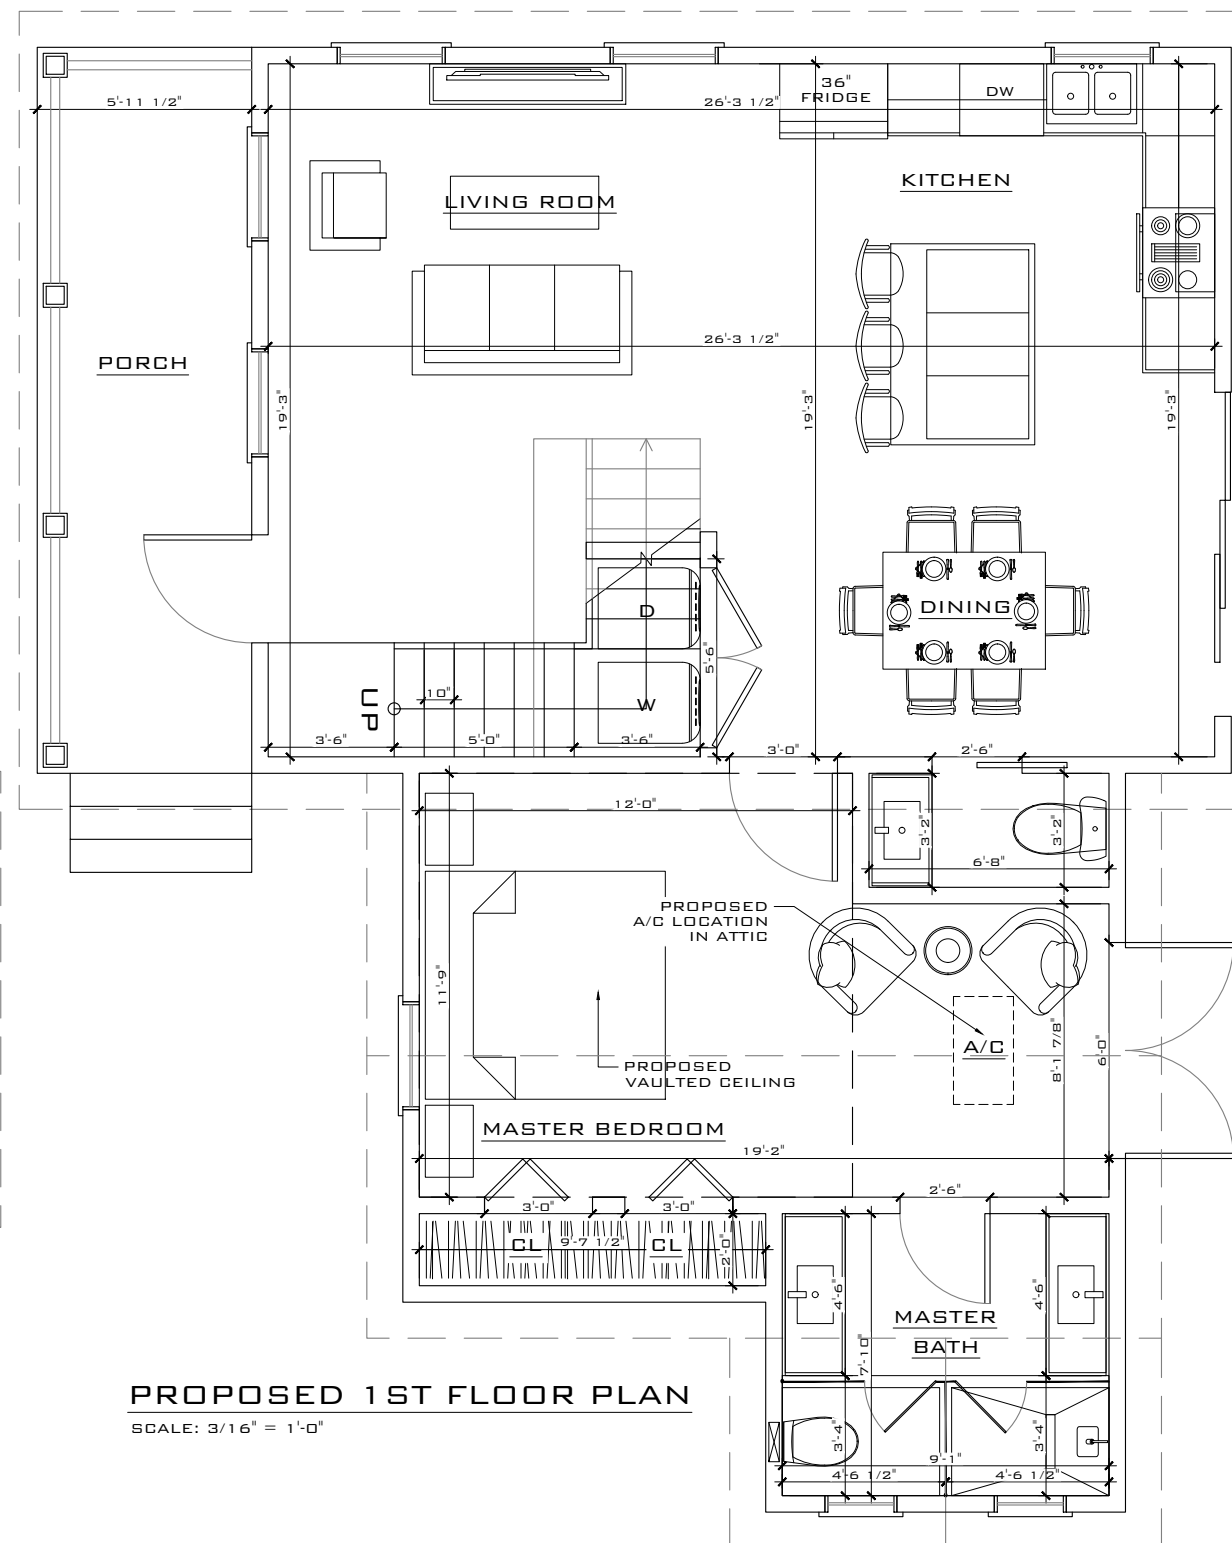 5'-11 1/2"
26'-3 1/2"
36"
FRIDGE
DW
LIVING ROOM
KITCHEN
26'-3 1/2"
PORCH
19'-3"
19'-3"
19'-3"
D
DINING
5'-6"
UP
10"
W
3'-6"
5'-0"
3'-6"
3'-0"
2'-6"
12'-0"
3'-2"
3'-2"
6'-8"
PROPOSED
A/C LOCATION
IN ATTIC
11'-9"
A/C
8'-1 7/8"
6'-0"
PROPOSED
VAULTED CEILING
MASTER BEDROOM
19'-2"
3'-0"
3'-0"
2'-6"
CL
9'-7 1/2"
CL
2'-0"
4'-6"
4'-6"
MASTER
BATH
7'-10"
PROPOSED 1ST FLOOR PLAN
SCALE: 3/16" = 1'-0"
3'-4"
3'-4"
9'-1"
4'-6 1/2"
4'-6 1/2"